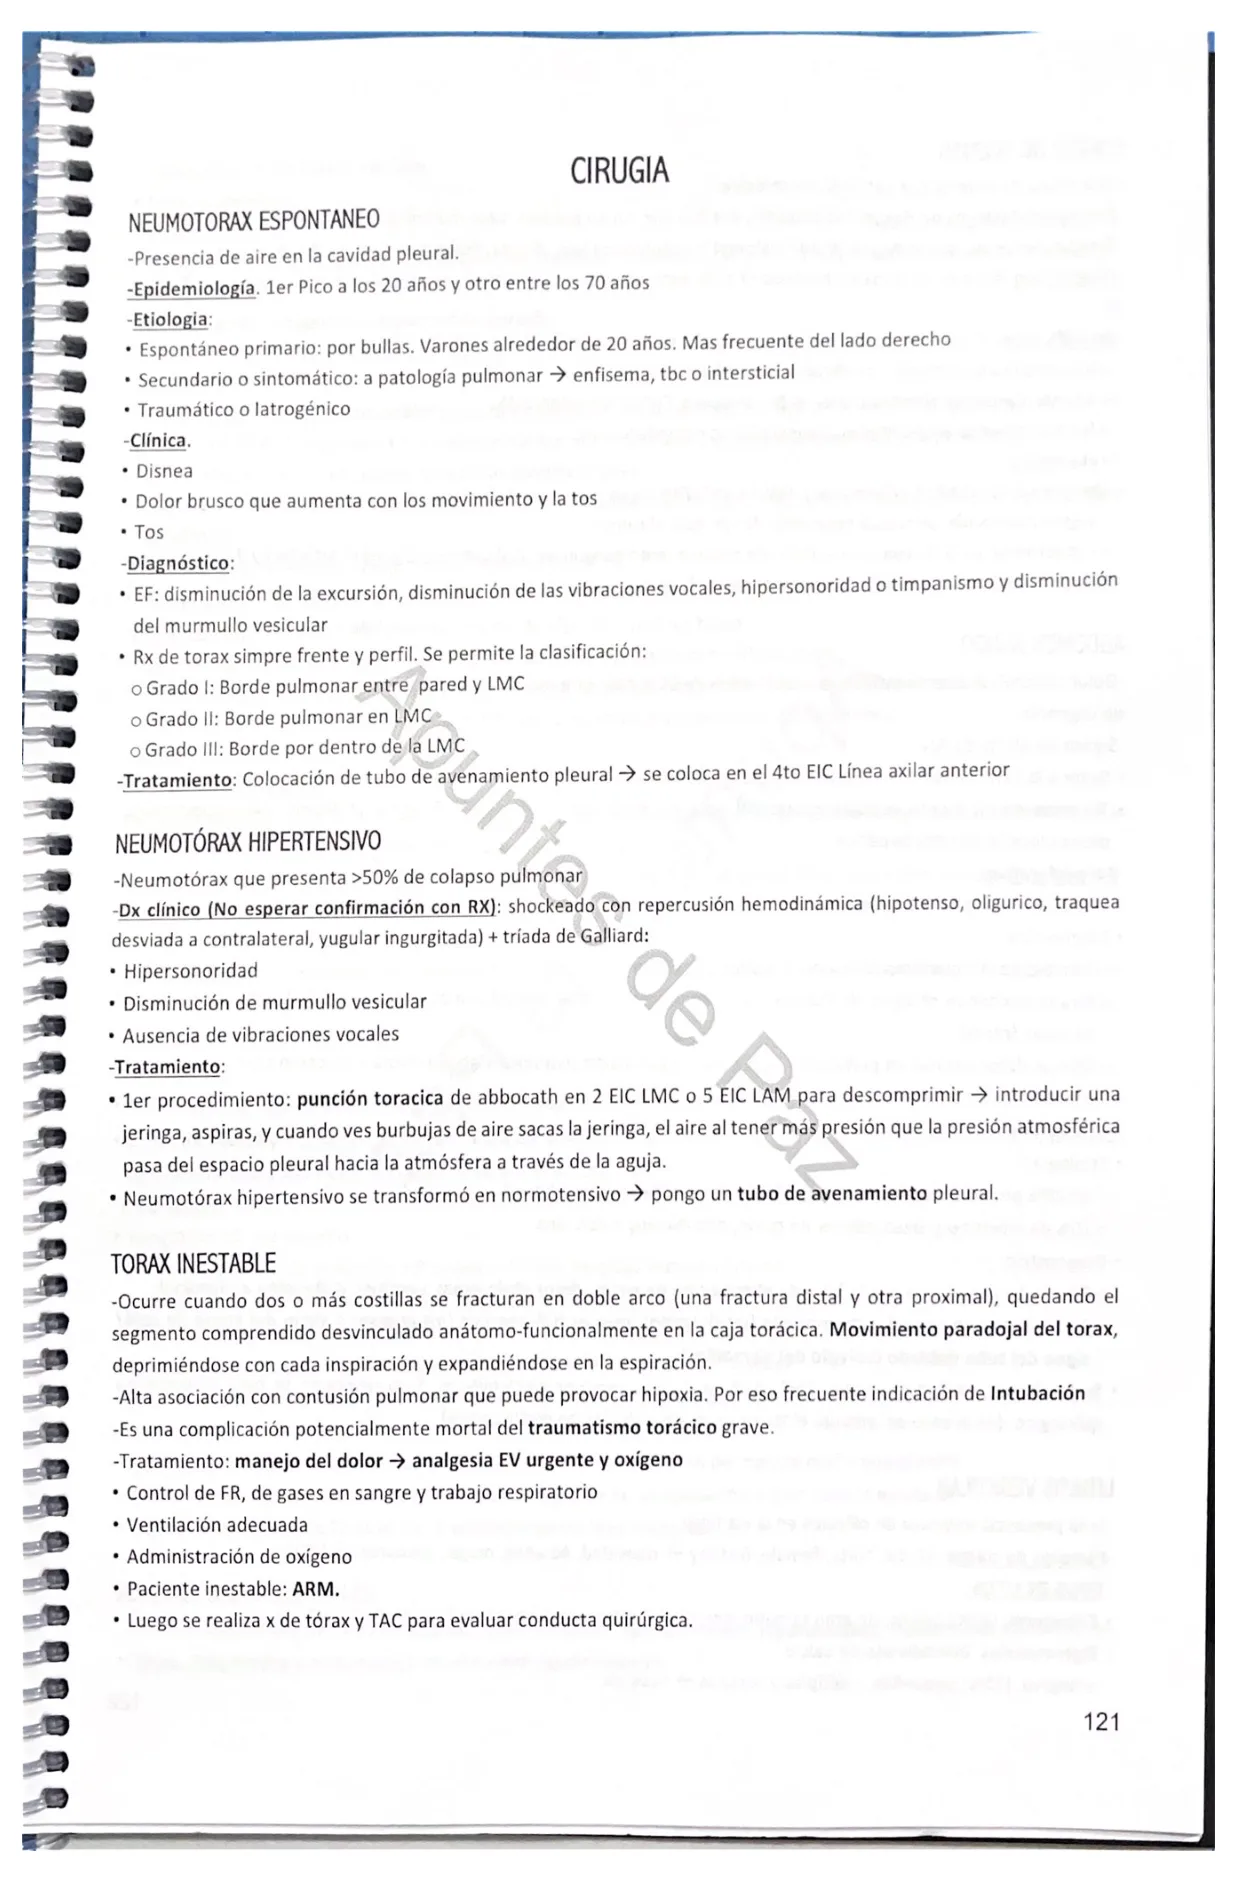 CIRUGIA
NEUMOTORAX ESPONTANEO
-Presencia de aire en la cavidad pleural.
-Epidemiología. 1er Pico a los 20 años y otro entre los 70 años
-Etiologia:
• Espontáneo primario: por bullas. Varones alrededor de 20 años. Mas frecuente del lado derecho
• Secundario o sintomático: a patología pulmonar → enfisema, tbc o intersticial
• Traumático o Iatrogénico
-Clínica.
• Disnea
• Dolor brusco que aumenta con los movimiento y la tos
• Tos
-Diagnóstico:
• EF: disminución de la excursión, disminución de las vibraciones vocales, hipersonoridad o timpanismo y disminución
del murmullo vesicular
• Rx de torax simpre frente y perfil. Se permite la clasificación:
o Grado I: Borde pulmonar entre pared y LMC
o Grado II: Borde pulmonar en LMC
o Grado III: Borde por dentro de la LMC
-Tratamiento: Colocación de tubo de avenamiento pleural → se coloca en el 4to EIC Línea axilar anterior
NEUMOTÓRAX HIPERTENSIVO
-Neumotórax que presenta >50% de colapso pulmonar
-Dx clínico (No esperar confirmación con RX): shockeado con repercusión hemodinámica (hipotenso, oligurico, traquea
desviada a contralateral, yugular ingurgitada) + tríada de Galliard:
• Hipersonoridad
• Disminución de murmullo vesicular
• Ausencia de vibraciones vocales
-Tratamiento:
• 1er procedimiento: punción toracica de abbocath en 2 EIC LMC o 5 EIC LAM para descomprimir → introducir una
jeringa, aspiras, y cuando ves burbujas de aire sacas la jeringa, el aire al tener más presión que la presión atmosférica
pasa del espacio pleural hacia la atmósfera a través de la aguja.
• Neumotórax hipertensivo se transformó en normotensivo → pongo un tubo de avenamiento pleural.
TORAX INESTABLE
-Ocurre cuando dos o más costillas se fracturan en doble arco (una fractura distal y otra proximal), quedando el
segmento comprendido desvinculado anátomo-funcionalmente en la caja torácica. Movimiento paradojal del torax,
deprimiéndose con cada inspiración y expandiéndose en la espiración.
-Alta asociación con contusión pulmonar que puede provocar hipoxia. Por eso frecuente indicación de Intubación
-Es una complicación potencialmente mortal del traumatismo torácico grave.
-Tratamiento: manejo del dolor → analgesia EV urgente y oxígeno
• Control de FR, de gases en sangre y trabajo respiratorio
• Ventilación adecuada
• Administración de oxígeno
• Paciente inestable: ARM.
• Luego se realiza x de tórax y TAC para evaluar conducta quirúrgica.
121
Apuntes de Paz